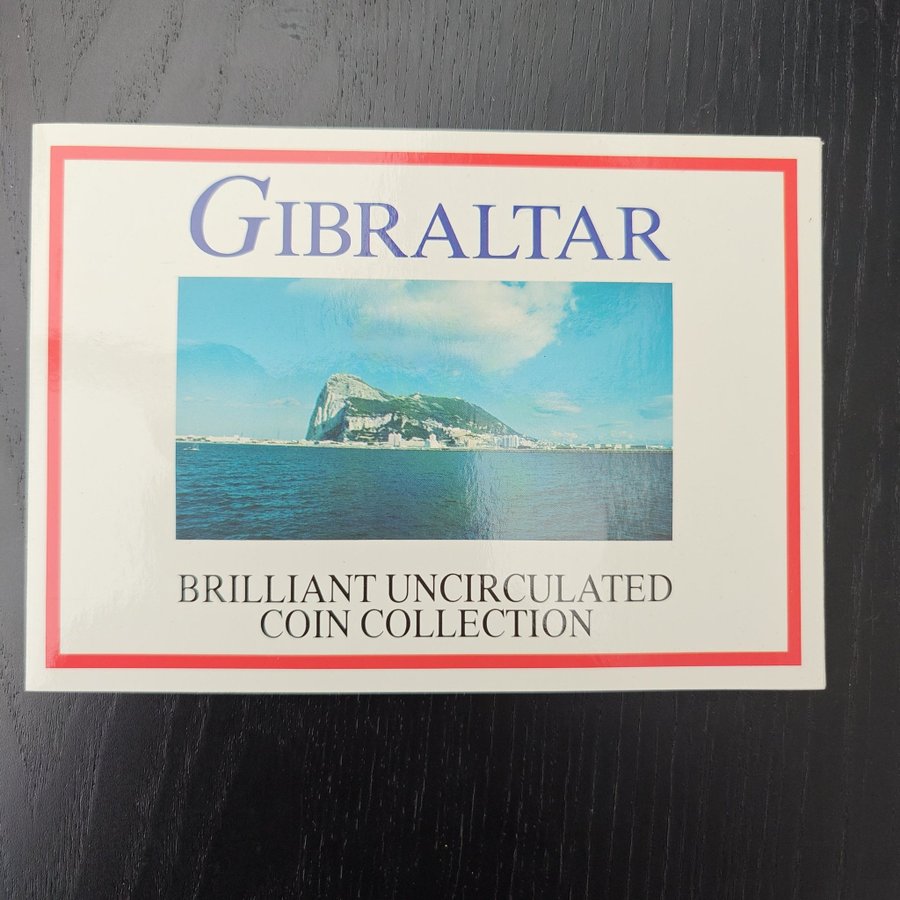 GIBRALTAR
BRILLIANT UNCIRCULATED
COIN COLLECTION